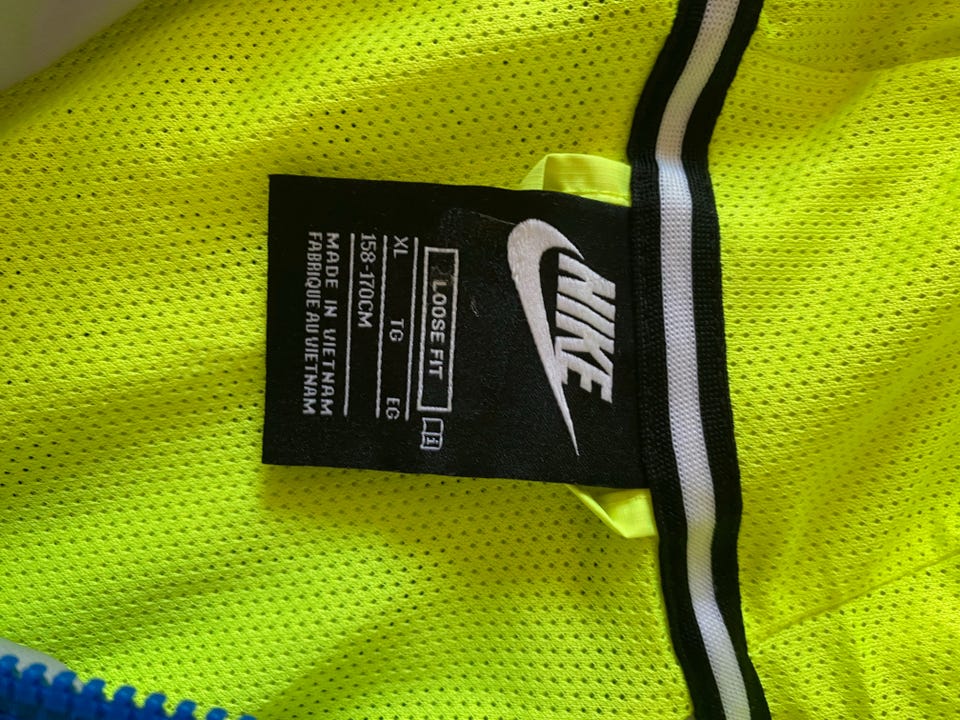 NIKE
LOOSE FIT
XL TG EG
158-170CM
MADE IN VIETNAM
FABRIQUE AU VIETNAM